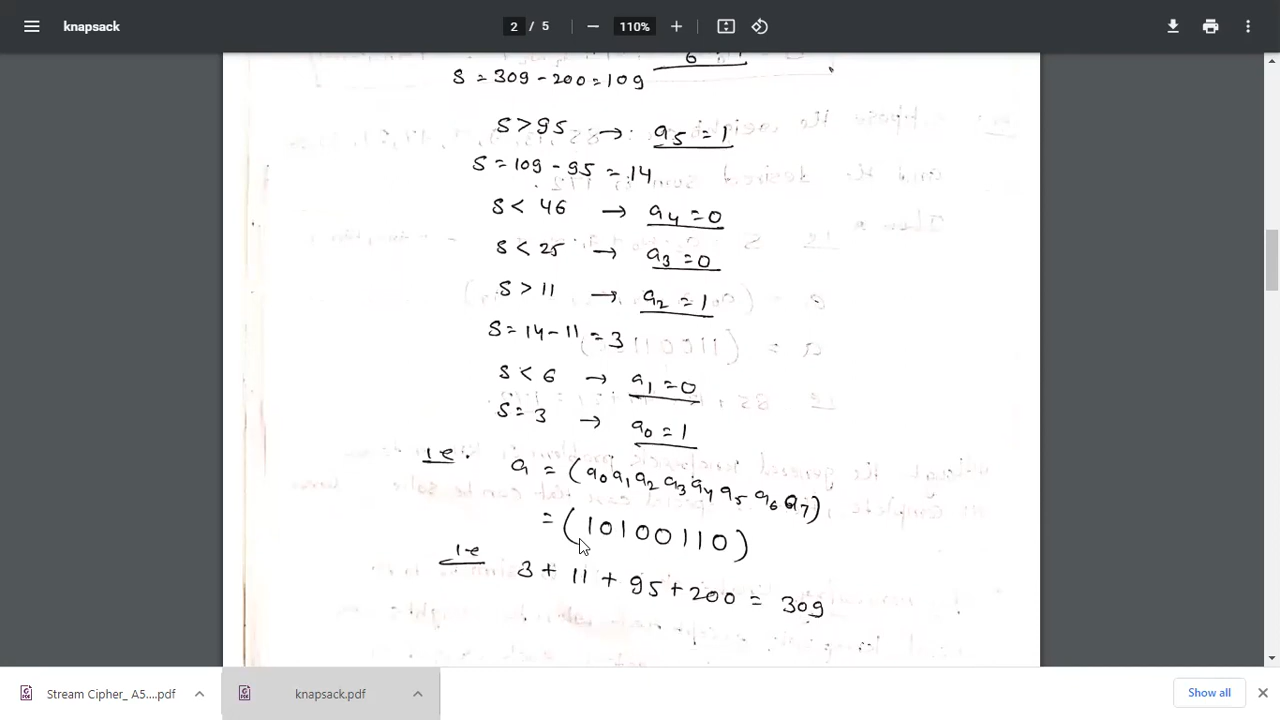 knapsack
2 / 5
110%
S = 309 - 200 = 109
S > 95 → a5 = 1
S = 109 - 95 = 14
S < 46 → a4 = 0
S < 25 → a3 = 0
S > 11 → a2 = 1
S = 14 - 11 = 3
S < 6 → a1 = 0
S = 3 → a0 = 1
ie. a = (a0 a1 a2 a3 a4 a5 a6 a7)
= (10100110)
ie 3 + 11 + 95 + 200 = 309
Stream Cipher_ A5....pdf
knapsack.pdf
Show all